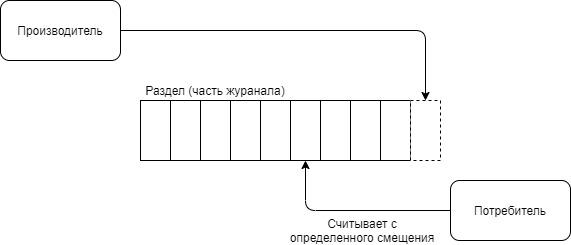 Производитель
Раздел (часть журанала)
Считывает с
определенного смещения
Потребитель